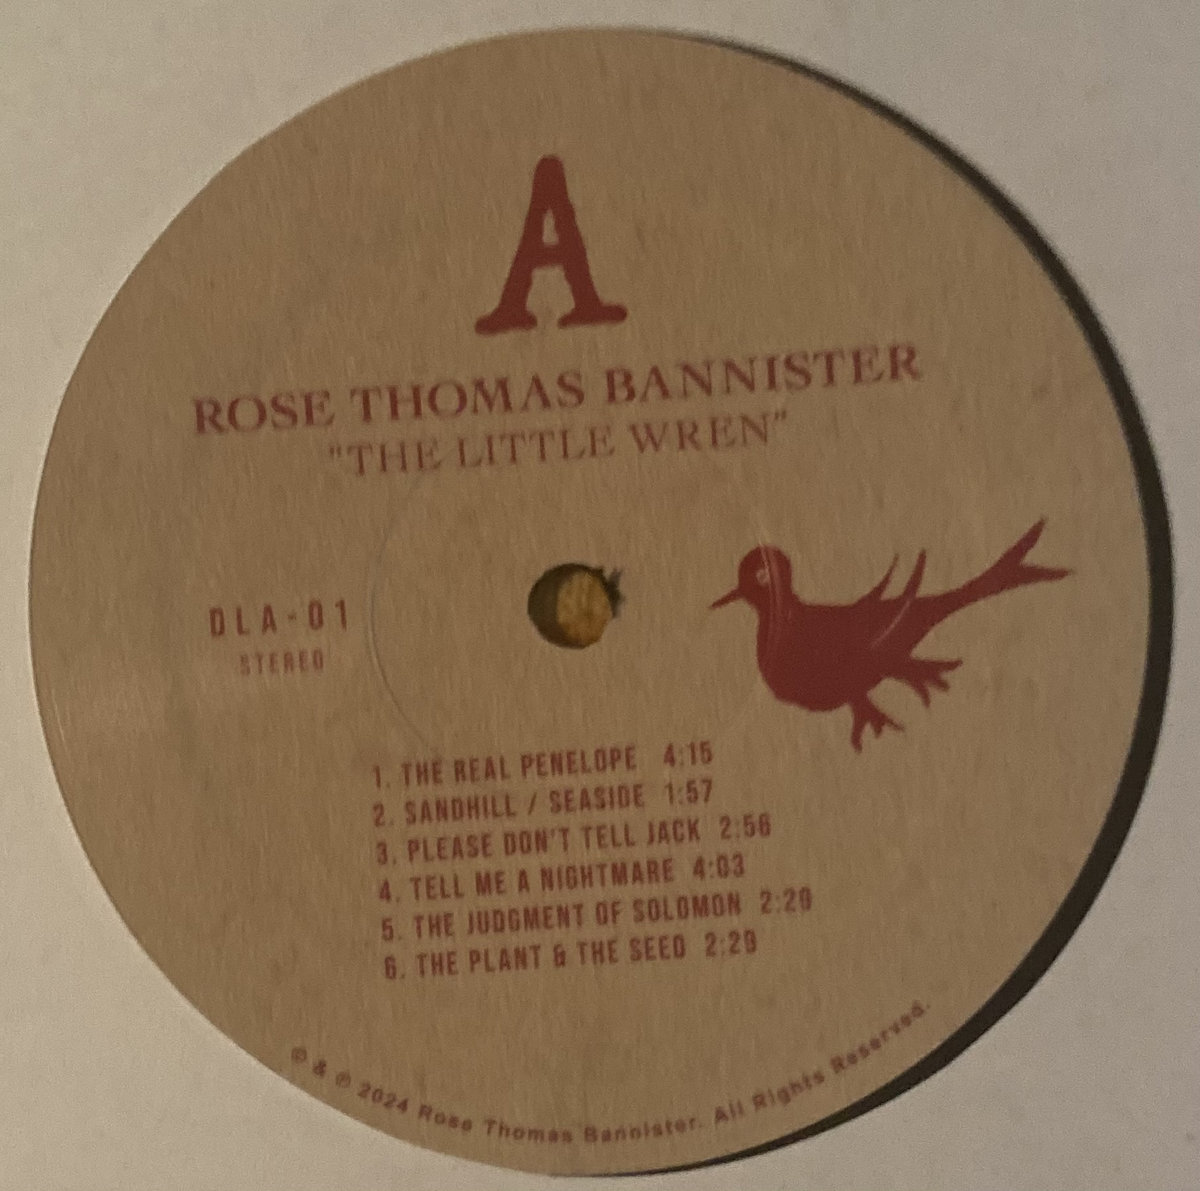 A
ROSE THOMAS BANNISTER
"THE LITTLE WREN"
DLA-01
STEREO
1. THE REAL PENELOPE 4:15
2. SANDHILL / SEASIDE 1:57
3. PLEASE DON'T TELL JACK 2:56
4. TELL ME A NIGHTMARE 4:03
5. THE JUDGMENT OF SOLOMON 2:29
6. THE PLANT & THE SEED 2:29
© & ℗ 2024 Rose Thomas Bannister. All Rights Reserved.